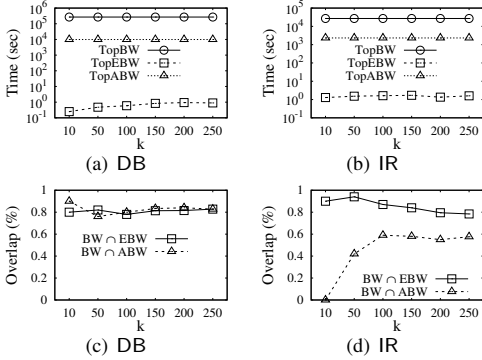 Time (sec)
10^6
10^5
10^4
10^3
10^2
10^1
10^0
10^-1
TopBW
TopEBW
TopABW
10 50 100 150 200 250
k
(a) DB
Time (sec)
10^5
10^4
10^3
10^2
10^1
10^0
10^-1
TopBW
TopEBW
TopABW
10 50 100 150 200 250
k
(b) IR
Overlap (%)
1
0.8
0.6
0.4
0.2
0
BW ∩ EBW
BW ∩ ABW
10 50 100 150 200 250
k
(c) DB
Overlap (%)
1
0.8
0.6
0.4
0.2
0
BW ∩ EBW
BW ∩ ABW
10 50 100 150 200 250
k
(d) IR